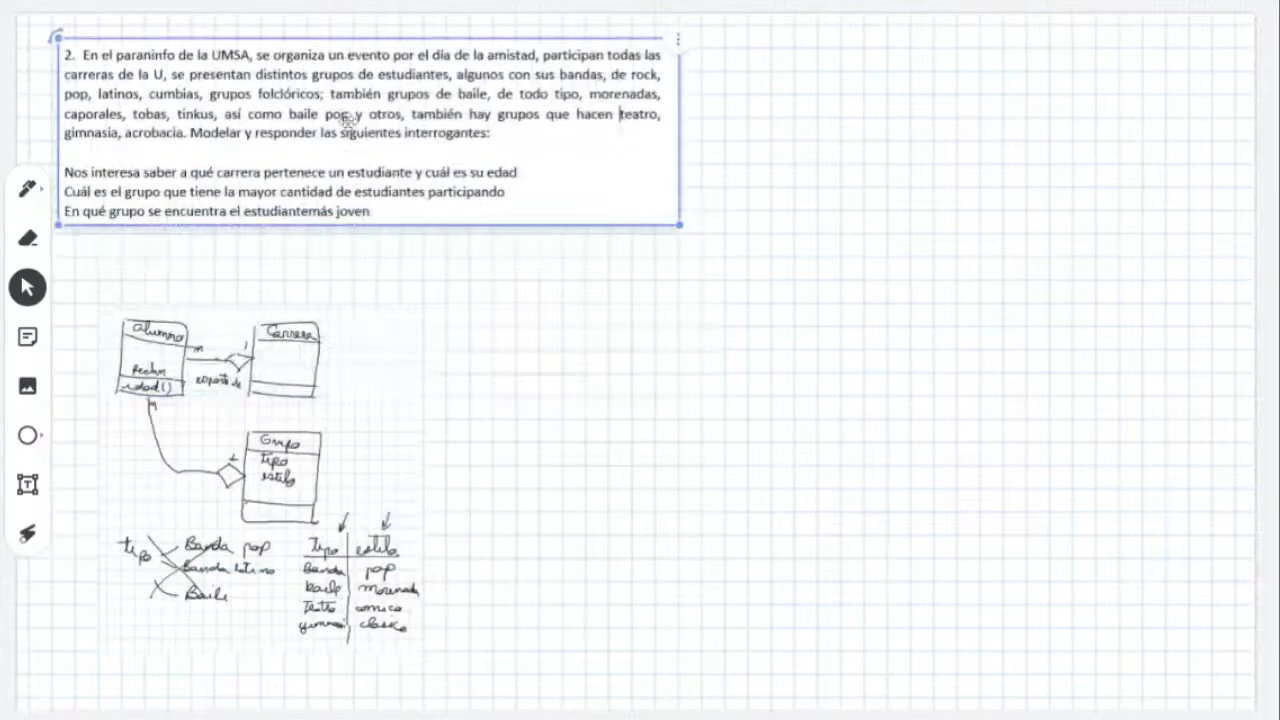 2. En el paraninfo de la UMSA, se organiza un evento por el día de la amistad, participan todas las
carreras de la U, se presentan distintos grupos de estudiantes, algunos con sus bandas, de rock,
pop, latinos, cumbias, grupos folclóricos; también grupos de baile, de todo tipo, morenadas,
caporales, tobas, tinkus, así como baile pop y otros, también hay grupos que hacen teatro,
gimnasia, acrobacia. Modelar y responder las siguientes interrogantes:
Nos interesa saber a qué carrera pertenece un estudiante y cuál es su edad
Cuál es el grupo que tiene la mayor cantidad de estudiantes participando
En qué grupo se encuentra el estudiantemás joven
alumno
Carrera
m
1
edad()
m
Grupo
tipo
estilo
tipo
Banda pop
Banda latino
Baile
Tipo estilo
Banda pop
baile morenada
Teatro comico
clasico
T